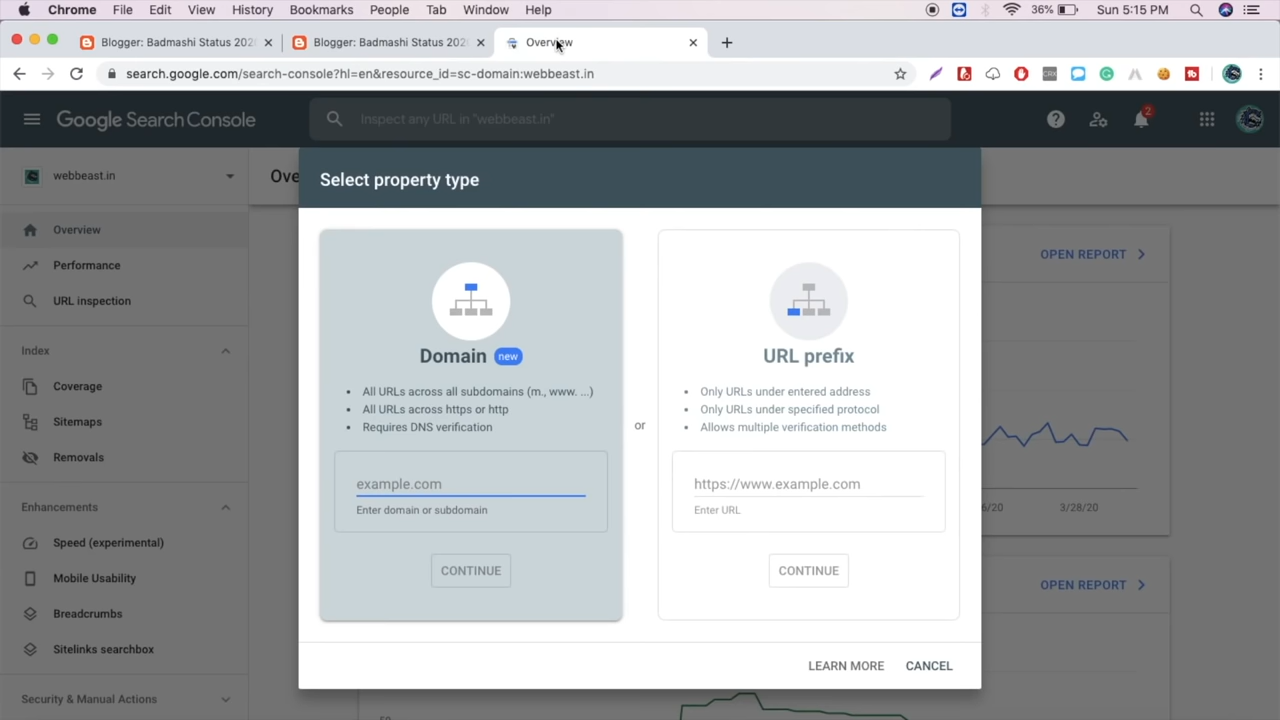 Chrome File Edit View History Bookmarks People Tab Window Help 36% Sun 5:15 PM
Blogger: Badmashi Status 202 Blogger: Badmashi Status 202 Overview
search.google.com/search-console?hl=en&resource_id=sc-domain:webbeast.in
CRX
Google Search Console
Inspect any URL in "webbeast.in"
2
webbeast.in
Ove
Select property type
Overview
Performance
URL inspection
Index
Coverage
Sitemaps
Removals
Enhancements
Speed (experimental)
Mobile Usability
Breadcrumbs
Sitelinks searchbox
Security & Manual Actions
Domain new
• All URLs across all subdomains (m., www. ...)
• All URLs across https or http
• Requires DNS verification
example.com
Enter domain or subdomain
CONTINUE
or
URL prefix
• Only URLs under entered address
• Only URLs under specified protocol
• Allows multiple verification methods
https://www.example.com
Enter URL
CONTINUE
LEARN MORE CANCEL
OPEN REPORT
6/20 3/28/20
OPEN REPORT